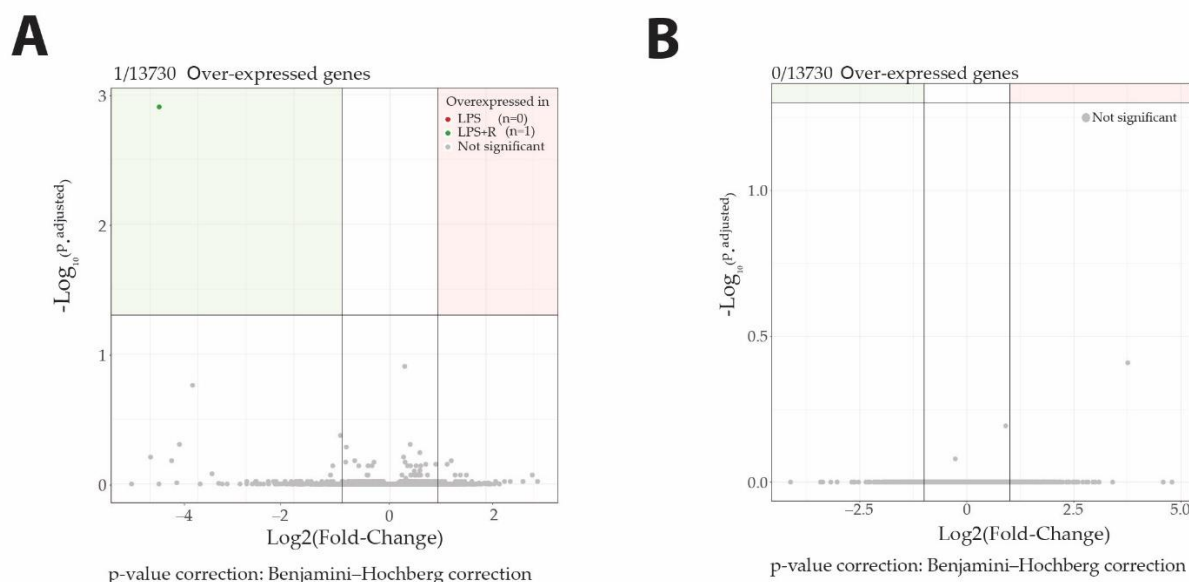 A
1/13730 Over-expressed genes
3
2
1
0
-Log10(P.adjusted)
Overexpressed in
LPS (n=0)
LPS+R (n=1)
Not significant
−4 −2 0 2
Log2(Fold-Change)
p-value correction: Benjamini–Hochberg correction
B
0/13730 Over-expressed genes
1.0
0.5
0.0
-Log10(P.adjusted)
Not significant
−2.5 0 2.5 5.0
Log2(Fold-Change)
p-value correction: Benjamini–Hochberg correction